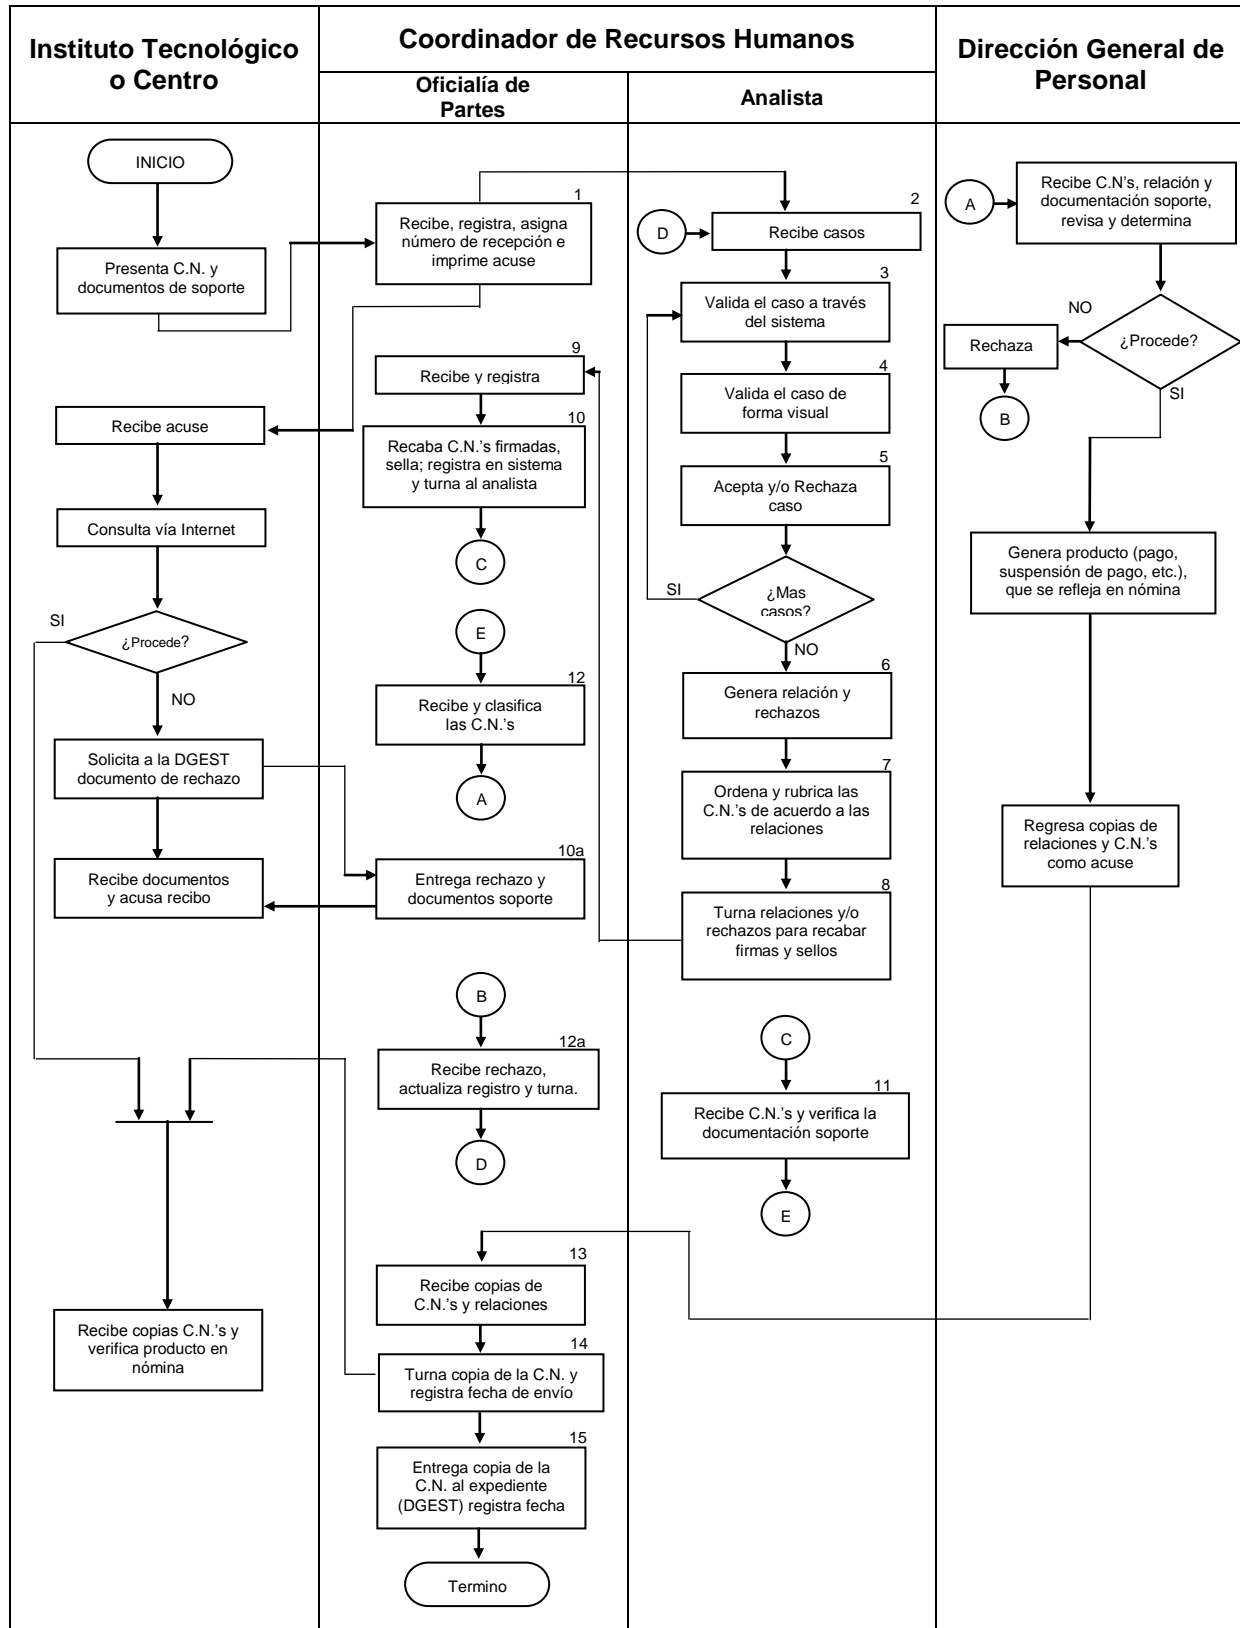 Instituto Tecnológico
o Centro
Coordinador de Recursos Humanos
Oficialía de
Partes
Analista
Dirección General de
Personal
INICIO
Presenta C.N. y
documentos de soporte
Recibe acuse
Consulta vía Internet
SI
¿Procede?
NO
Solicita a la DGEST
documento de rechazo
Recibe documentos
y acusa recibo
Recibe copias C.N.'s y
verifica producto en
nómina
1
Recibe, registra, asigna
número de recepción e
imprime acuse
9
Recibe y registra
10
Recaba C.N.'s firmadas,
sella; registra en sistema
y turna al analista
C
E
12
Recibe y clasifica
las C.N.'s
A
10a
Entrega rechazo y
documentos soporte
B
12a
Recibe rechazo,
actualiza registro y turna.
D
13
Recibe copias de
C.N.'s y relaciones
14
Turna copia de la C.N. y
registra fecha de envío
15
Entrega copia de la
C.N. al expediente
(DGEST) registra fecha
Termino
2
D
Recibe casos
3
Valida el caso a través
del sistema
4
Valida el caso de
forma visual
5
Acepta y/o Rechaza
caso
SI
¿Mas
casos?
NO
6
Genera relación y
rechazos
7
Ordena y rubrica las
C.N.'s de acuerdo a las
relaciones
8
Turna relaciones y/o
rechazos para recabar
firmas y sellos
C
11
Recibe C.N.'s y verifica la
documentación soporte
E
A
Recibe C.N's, relación y
documentación soporte,
revisa y determina
NO
¿Procede?
Rechaza
SI
B
Genera producto (pago,
suspensión de pago, etc.),
que se refleja en nómina
Regresa copias de
relaciones y C.N.'s
como acuse